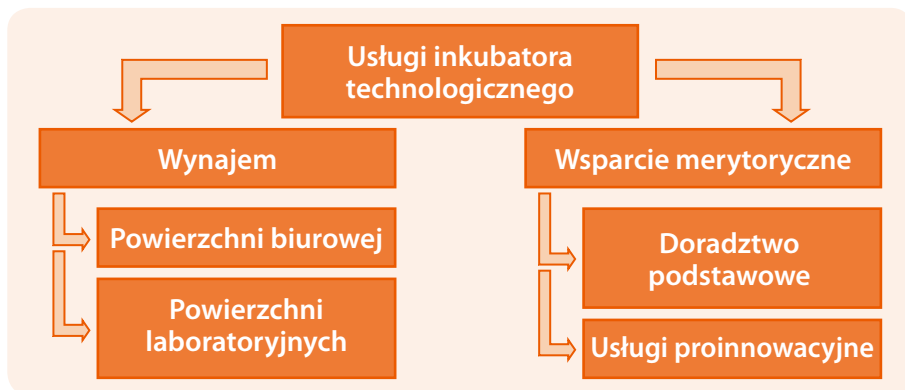 Usługi inkubatora
technologicznego
Wynajem
Powierzchni biurowej
Powierzchni
laboratoryjnych
Wsparcie merytoryczne
Doradztwo
podstawowe
Usługi proinnowacyjne